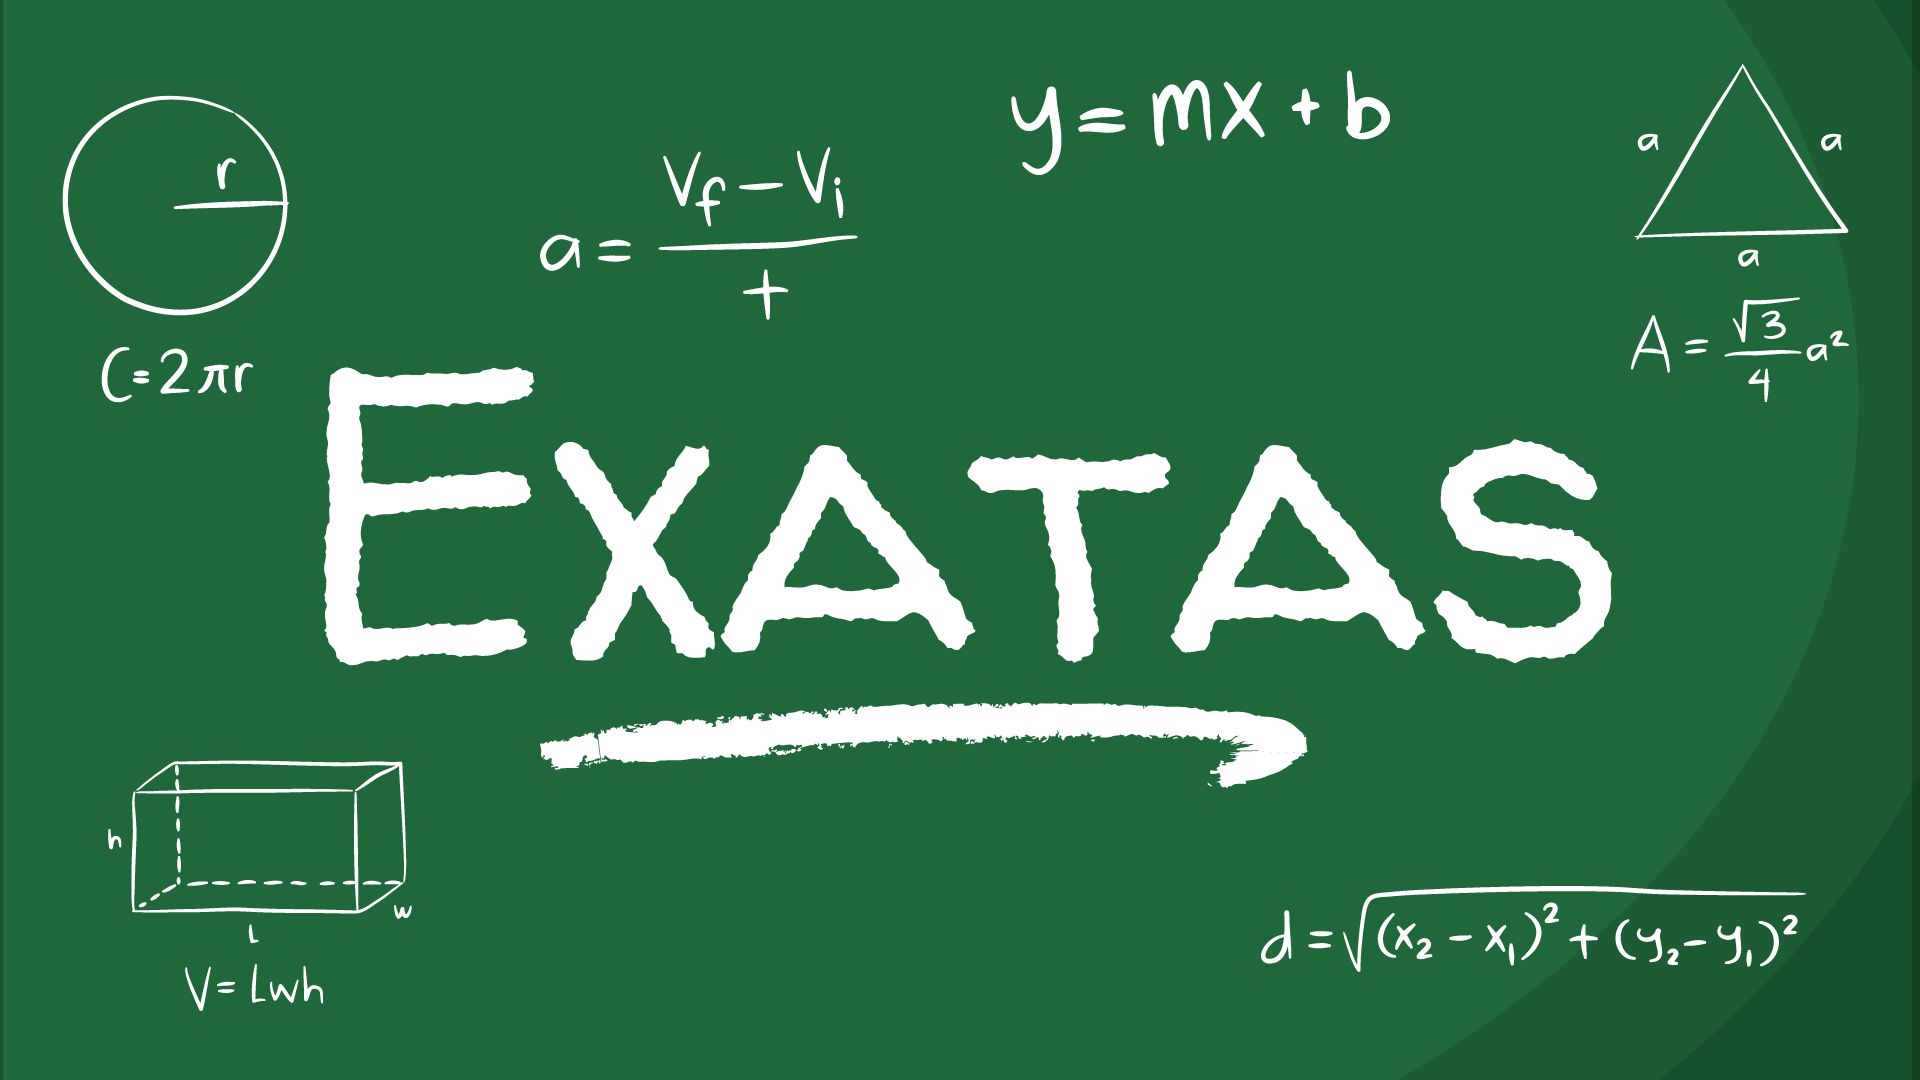 y = mx + b
r
a
a
a = (Vf - Vi) / t
a
A = √3/4 a²
C = 2πr
EXATAS
h
w
L
V = Lwh
d = √(x₂ - x₁)² + (y₂ - y₁)²